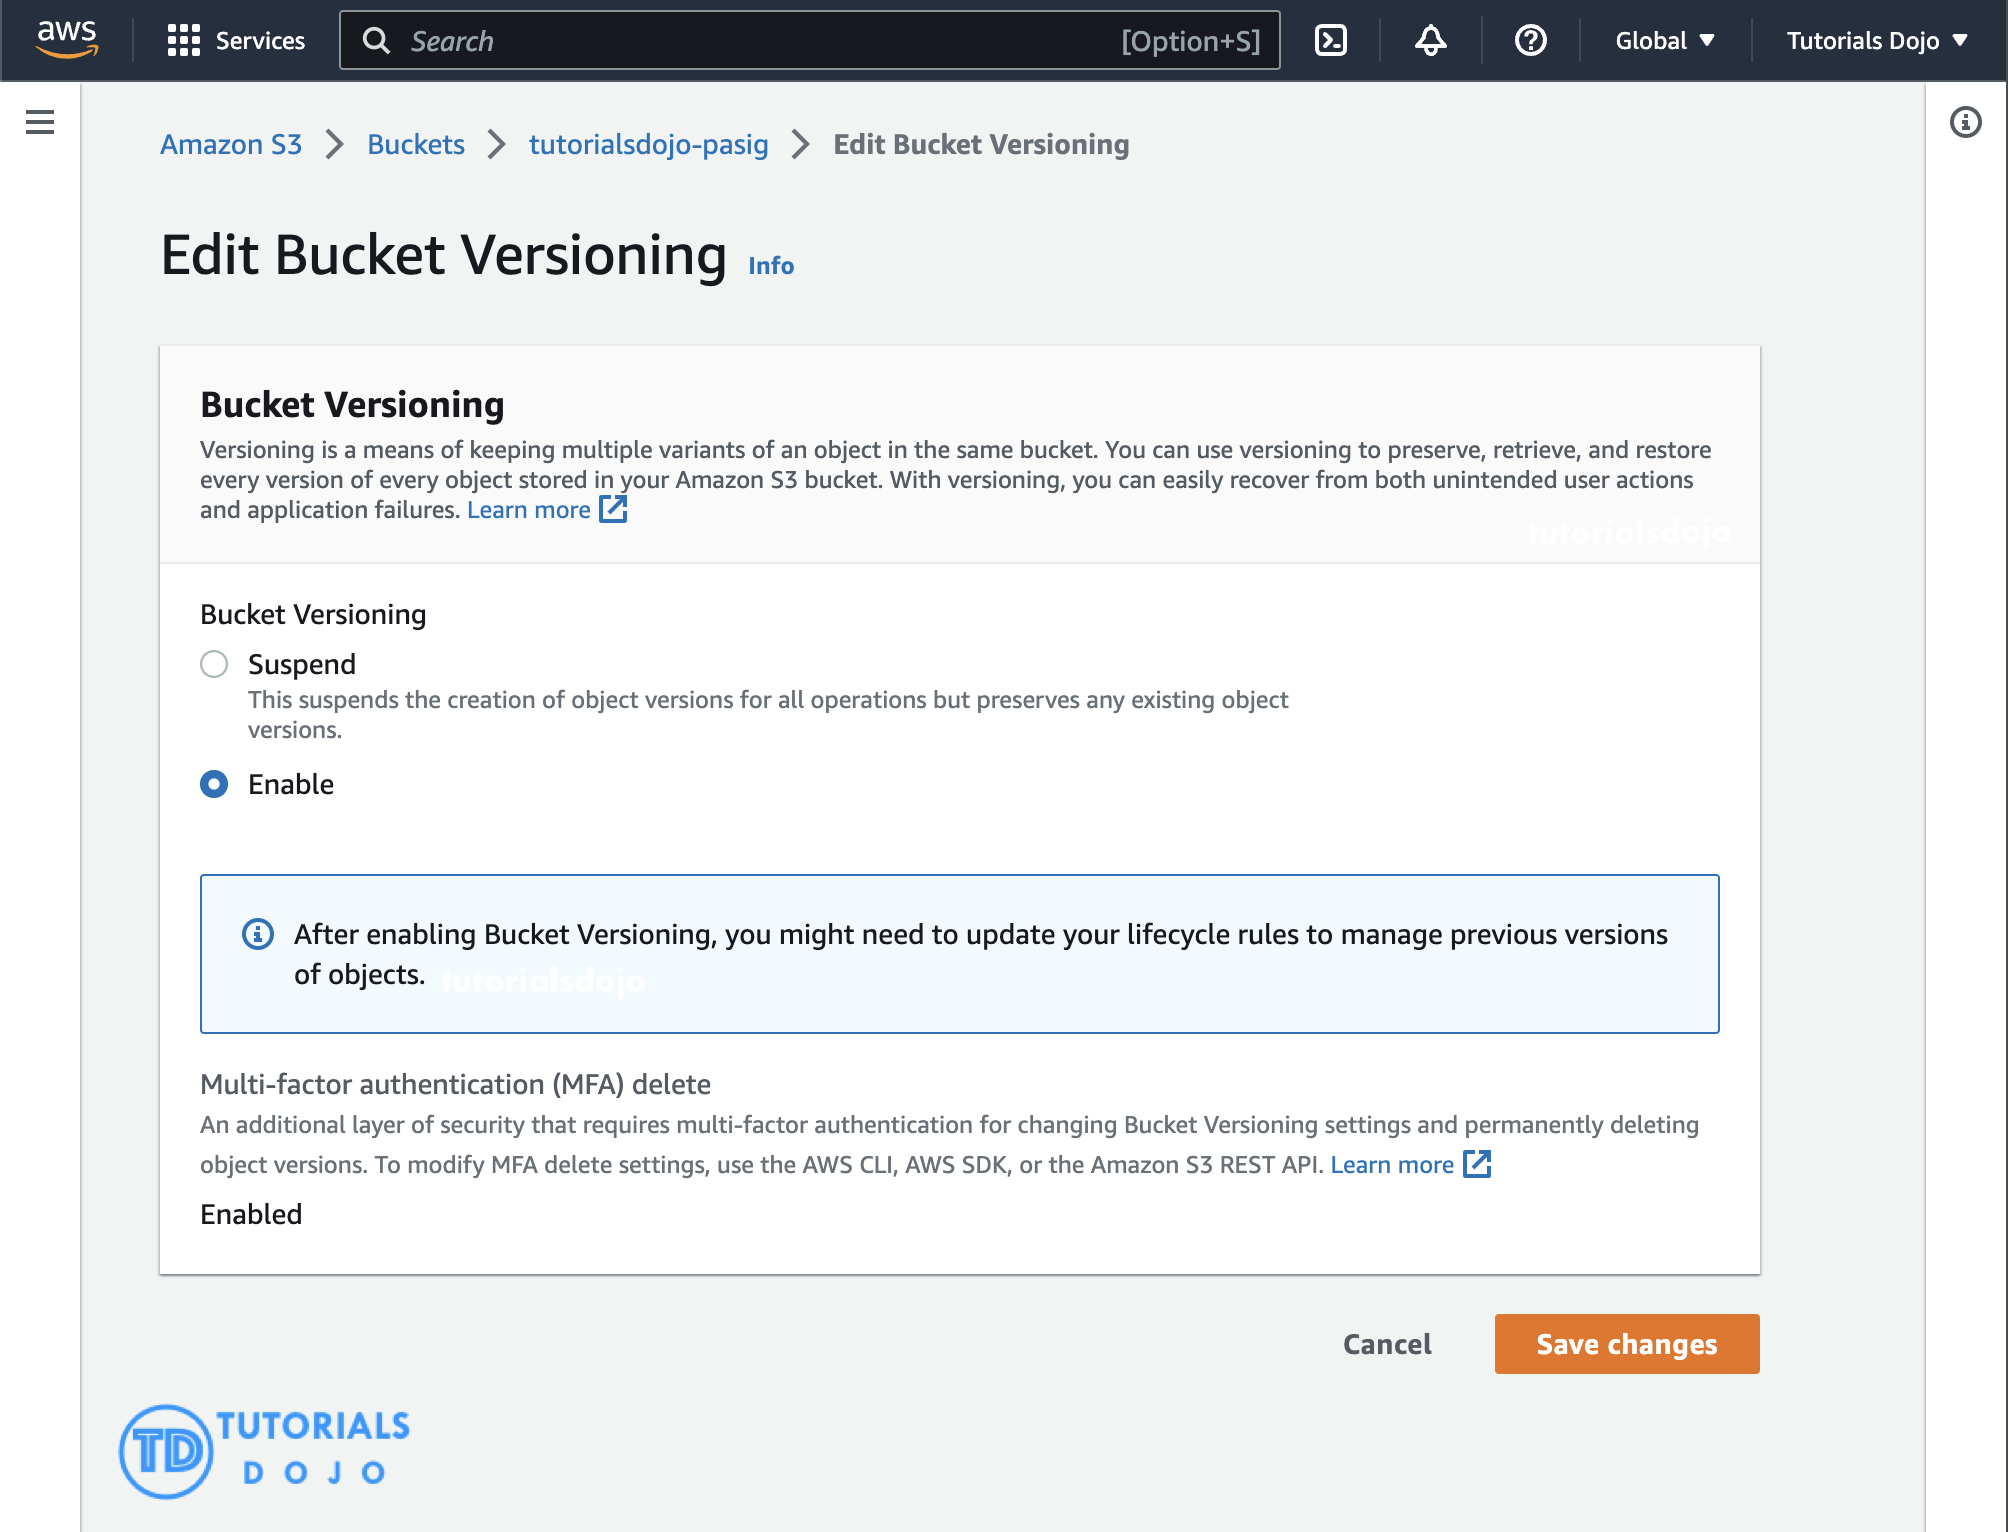 aws
Services
Search
[Option+S]
Global
Tutorials Dojo
Amazon S3
Buckets
tutorialsdojo-pasig
Edit Bucket Versioning
Edit Bucket Versioning
Info
Bucket Versioning
Versioning is a means of keeping multiple variants of an object in the same bucket. You can use versioning to preserve, retrieve, and restore
every version of every object stored in your Amazon S3 bucket. With versioning, you can easily recover from both unintended user actions
and application failures. Learn more
tutorialsdojo
Bucket Versioning
Suspend
This suspends the creation of object versions for all operations but preserves any existing object
versions.
Enable
After enabling Bucket Versioning, you might need to update your lifecycle rules to manage previous versions
of objects.
tutorialsdojo
Multi-factor authentication (MFA) delete
An additional layer of security that requires multi-factor authentication for changing Bucket Versioning settings and permanently deleting
object versions. To modify MFA delete settings, use the AWS CLI, AWS SDK, or the Amazon S3 REST API. Learn more
Enabled
Cancel
Save changes
TD
TUTORIALS
DOJO